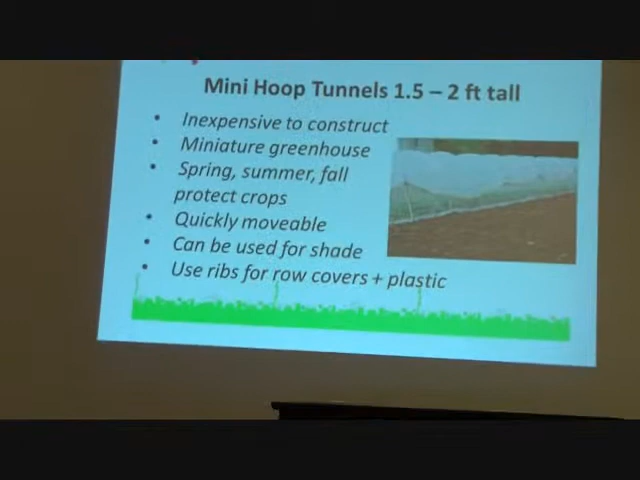 Mini Hoop Tunnels 1.5 – 2 ft tall
• Inexpensive to construct
• Miniature greenhouse
• Spring, summer, fall
protect crops
• Quickly moveable
• Can be used for shade
• Use ribs for row covers + plastic